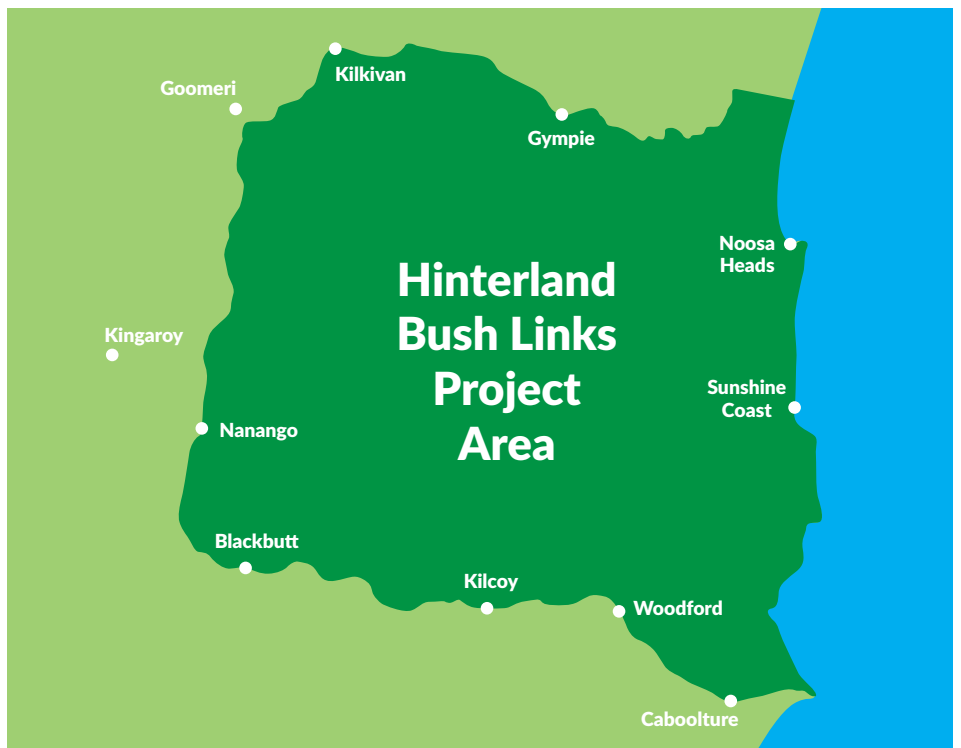 Kilkivan
Goomeri
Gympie
Noosa
Heads
Hinterland
Bush Links
Project
Area
Kingaroy
Sunshine
Coast
Nanango
Blackbutt
Kilcoy
Woodford
Caboolture